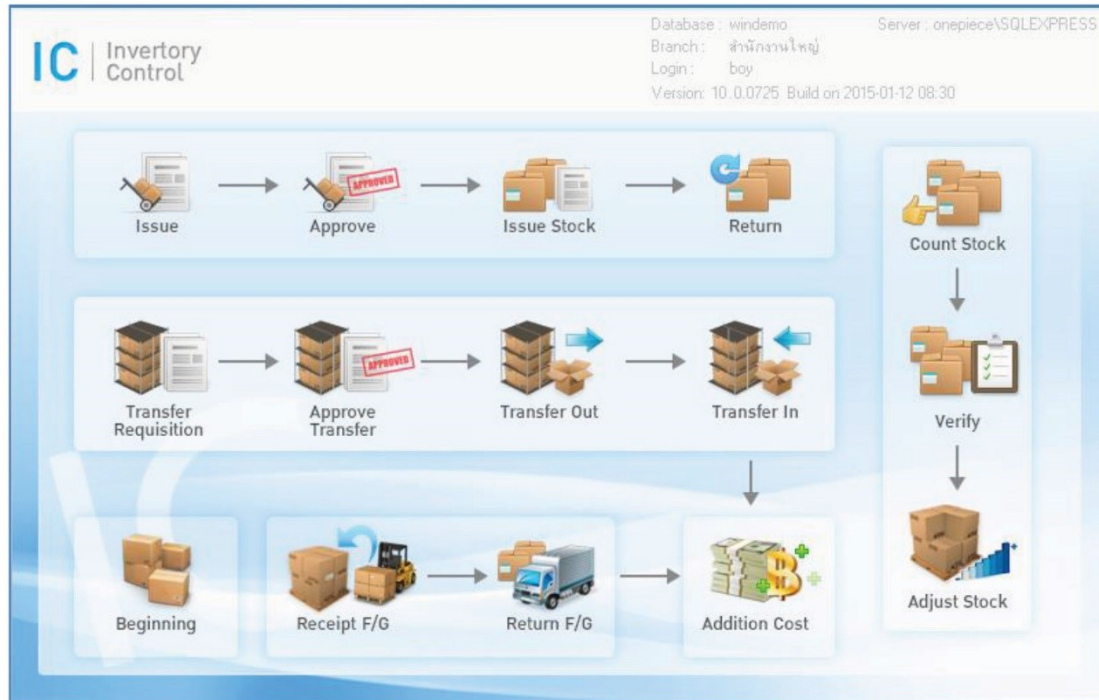 IC
Invertory
Control
Database : windemo Server : onepiece\SQLEXPRESS
Branch : สำนักงานใหญ่
Login : boy
Version: 10.0.0725 Build on 2015-01-12 08:30
Issue
APPROVED
Approve
Issue Stock
Return
Count Stock
Transfer
Requisition
APPROVED
Approve
Transfer
Transfer Out
Transfer In
Verify
Beginning
Receipt F/G
Return F/G
Addition Cost
Adjust Stock